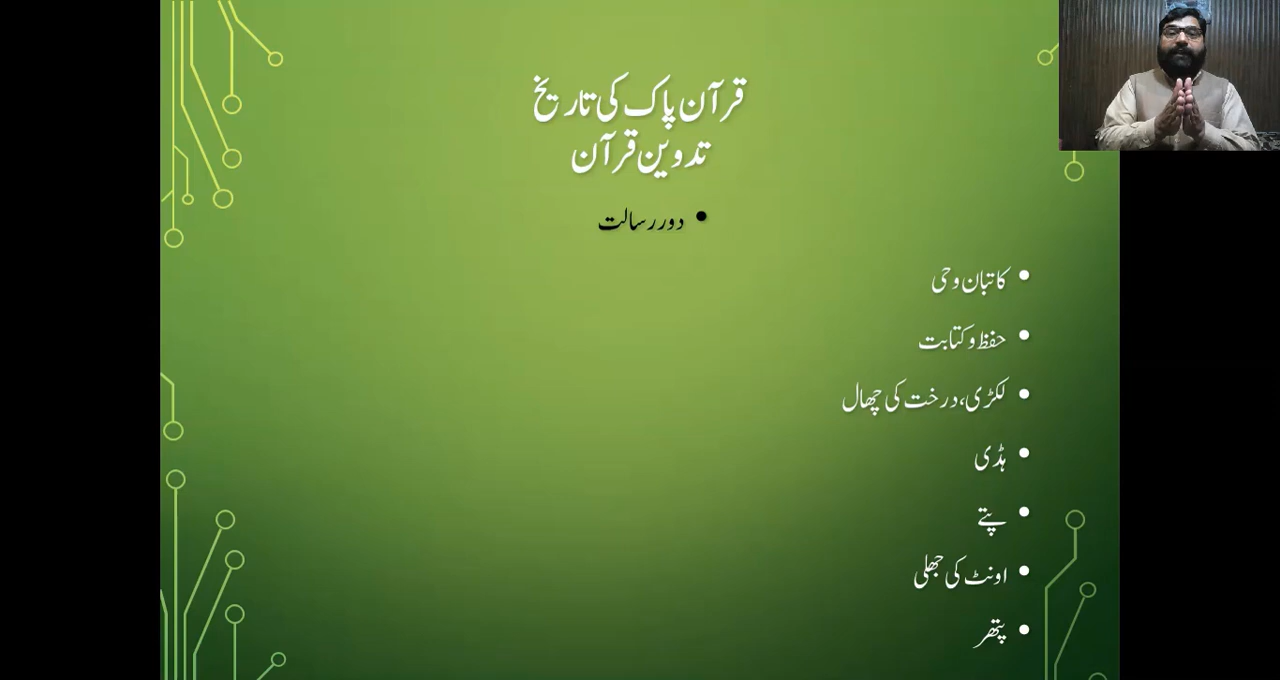 قرآن پاک کی تاریخ
تدوین قرآن
• دور رسالت
• کاتبان وحی
• حفظ و کتابت
• لکڑی،درخت کی چھال
• ہڈی
• پتے
• اونٹ کی جھلی
• پتھر